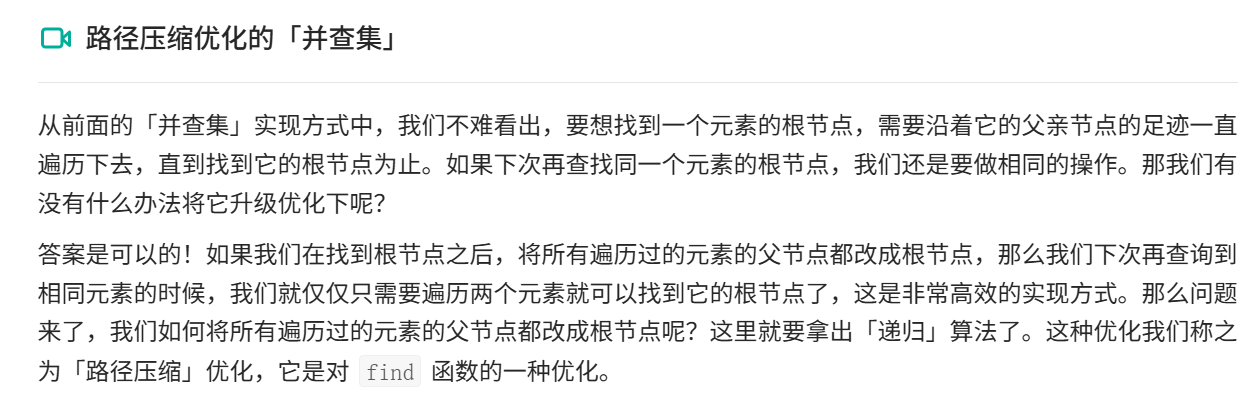 路径压缩优化的「并查集」
从前面的「并查集」实现方式中，我们不难看出，要想找到一个元素的根节点，需要沿着它的父亲节点的足迹一直
遍历下去，直到找到它的根节点为止。如果下次再查找同一个元素的根节点，我们还是要做相同的操作。那我们有
没有什么办法将它升级优化下呢？
答案是可以的！如果我们在找到根节点之后，将所有遍历过的元素的父节点都改成根节点，那么我们下次再查询到
相同元素的时候，我们就仅仅只需要遍历两个元素就可以找到它的根节点了，这是非常高效的实现方式。那么问题
来了，我们如何将所有遍历过的元素的父节点都改成根节点呢？这里就要拿出「递归」算法了。这种优化我们称之
为「路径压缩」优化，它是对 find 函数的一种优化。